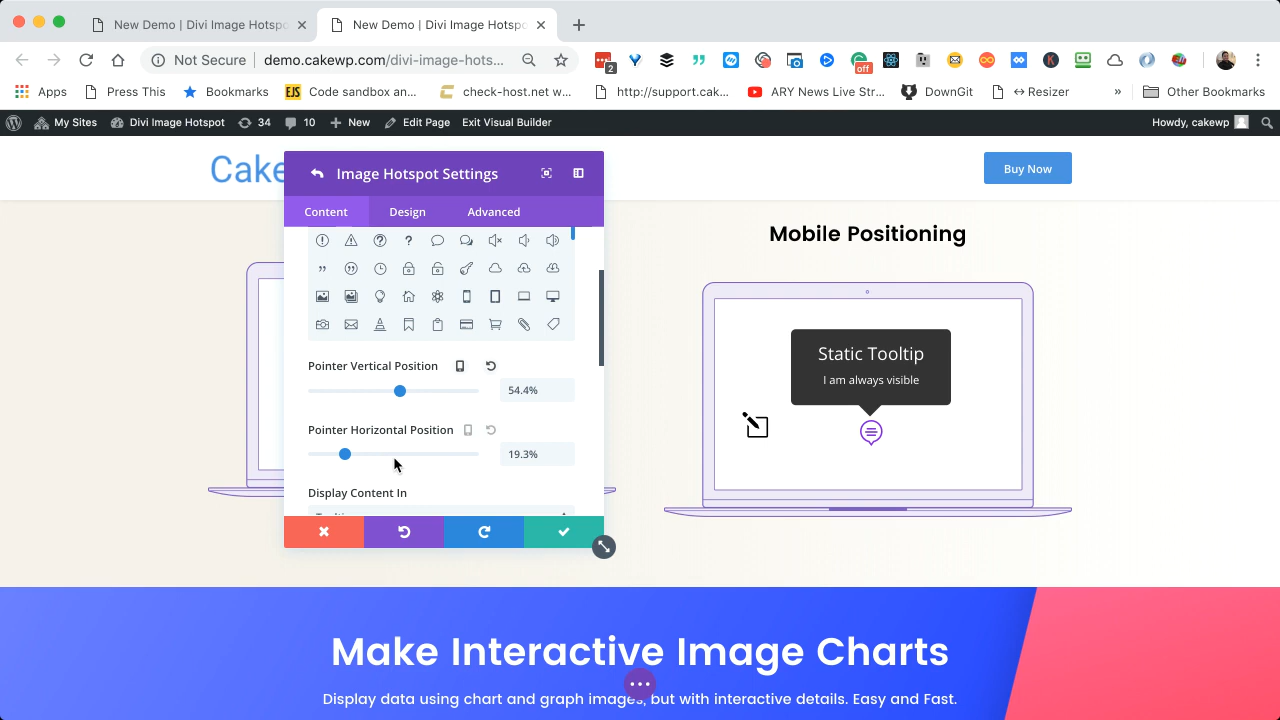 New Demo | Divi Image Hotspo
New Demo | Divi Image Hotspo
Not Secure
demo.cakewp.com/divi-image-hots...
2
off
Apps
Press This
Bookmarks
EJS
Code sandbox an...
check-host.net w...
http://support.cak...
ARY News Live Str...
DownGit
Resizer
»
Other Bookmarks
My Sites
Divi Image Hotspot
34
10
New
Edit Page
Exit Visual Builder
Howdy, cakewp
Cake
Buy Now
Image Hotspot Settings
Content
Design
Advanced
Pointer Vertical Position
54.4%
Pointer Horizontal Position
19.3%
Display Content In
Mobile Positioning
Static Tooltip
I am always visible
Make Interactive Image Charts
Display data using chart and graph images, but with interactive details. Easy and Fast.